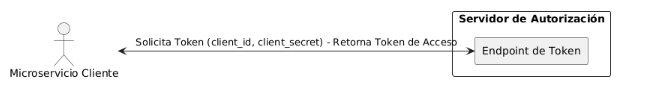 Servidor de Autorización
Solicita Token (client_id, client_secret) - Retorna Token de Acceso
Endpoint de Token
Microservicio Cliente